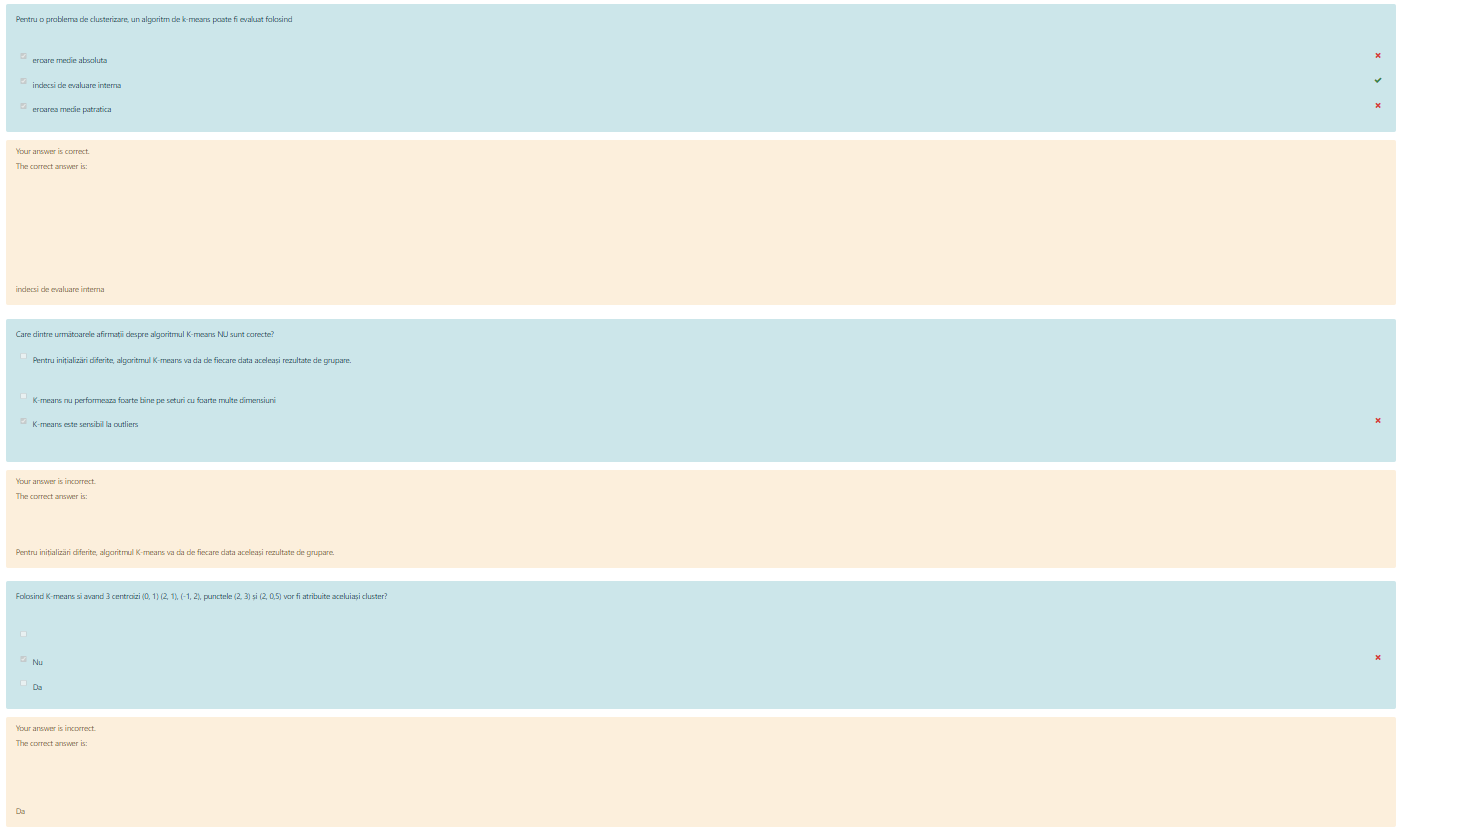 Pentru o problema de clusterizare, un algoritm de k-means poate fi evaluat folosind
eroare medie absoluta
indecsi de evaluare interna
eroarea medie patratica
Your answer is correct.
The correct answer is:
indecsi de evaluare interna
Care dintre următoarele afirmații despre algoritmul K-means NU sunt corecte?
Pentru inițializări diferite, algoritmul K-means va da de fiecare data aceleași rezultate de grupare.
K-means nu performeaza foarte bine pe seturi cu foarte multe dimensiuni
K-means este sensibil la outliers
Your answer is incorrect.
The correct answer is:
Pentru inițializări diferite, algoritmul K-means va da de fiecare data aceleași rezultate de grupare.
Folosind K-means si avand 3 centroizi (0, 1) (2, 1), (-1, 2), punctele (2, 3) și (2, 0,5) vor fi atribuite aceluiași cluster?
Nu
Da
Your answer is incorrect.
The correct answer is:
Da